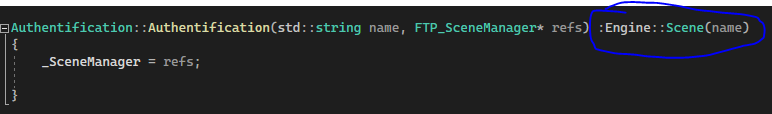 Authentification::Authentification(std::string name, FTP_SceneManager* refs) :Engine::Scene(name)
{
_SceneManager = refs;
}